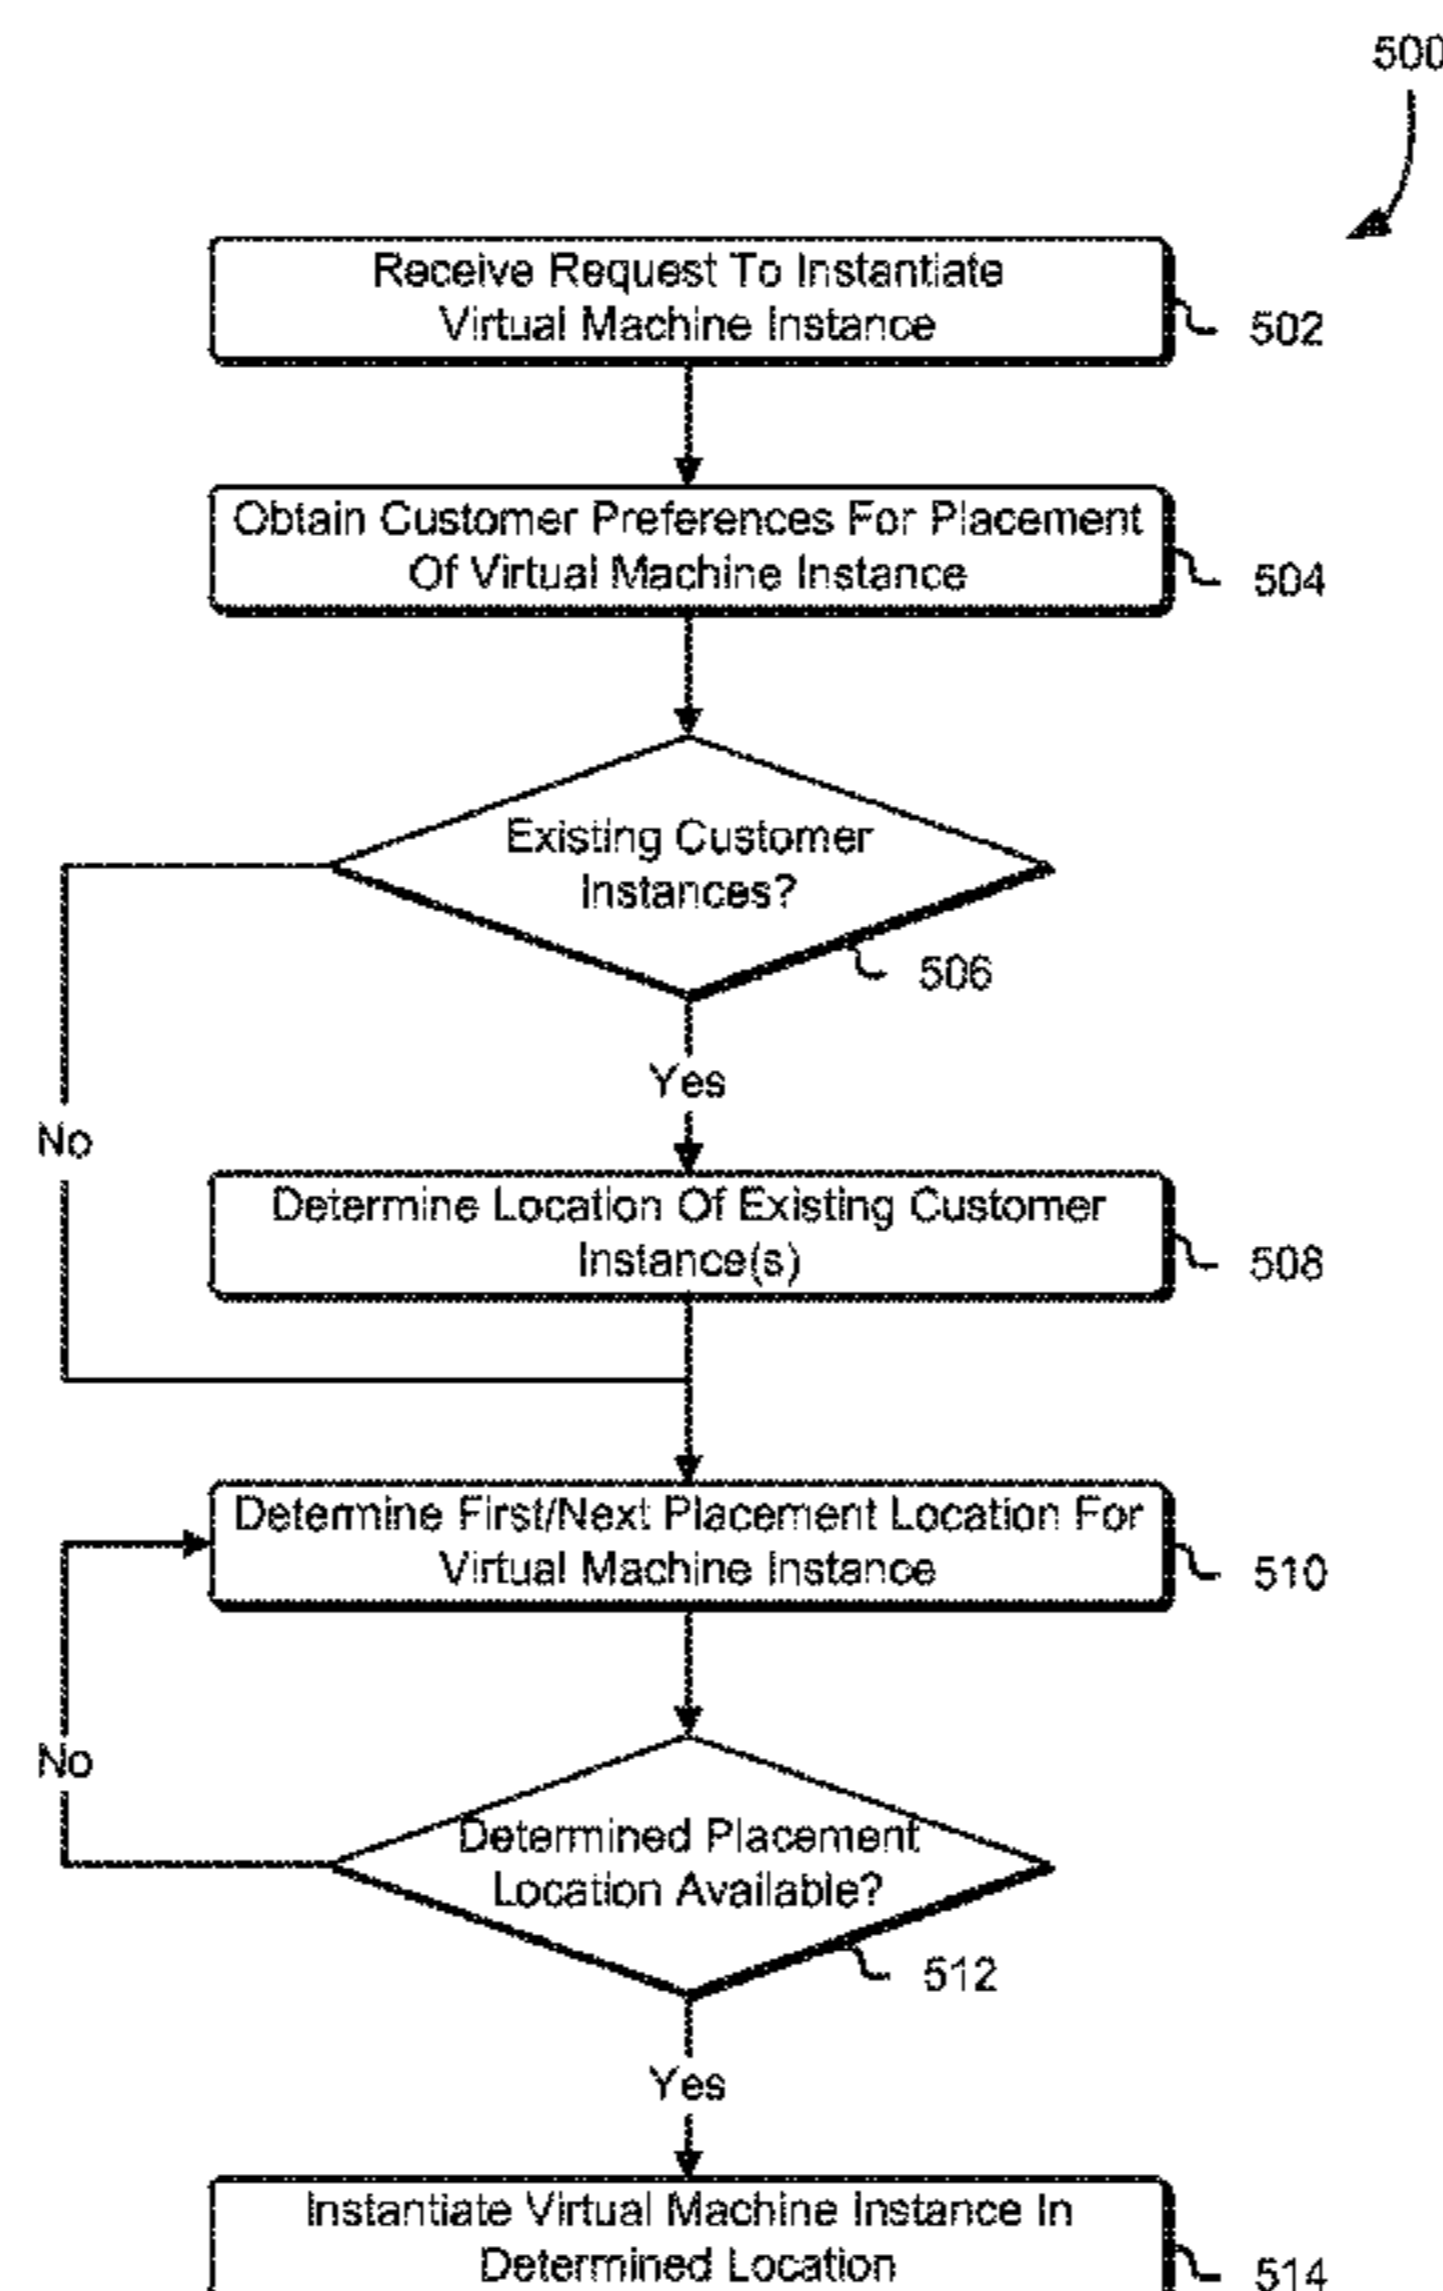 500
Receive Request To Instantiate
Virtual Machine Instance
502
Obtain Customer Preferences For Placement
Of Virtual Machine Instance
504
Existing Customer
Instances?
506
Yes
No
Determine Location Of Existing Customer
Instance(s)
508
Determine First/Next Placement Location For
Virtual Machine Instance
510
No
Determined Placement
Location Available?
512
Yes
Instantiate Virtual Machine Instance In
Determined Location
514